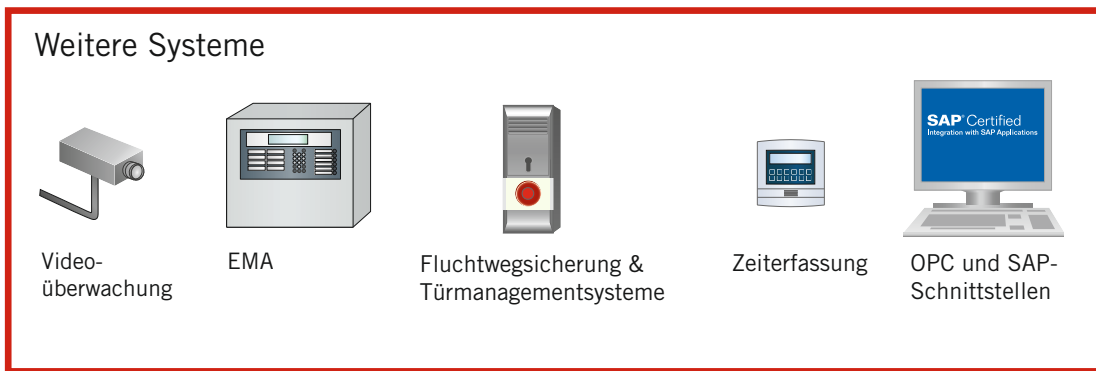 Weitere Systeme
SAP® Certified
Integration with SAP Applications
Video-
überwachung
EMA
Fluchtwegsicherung &
Türmanagementsysteme
Zeiterfassung
OPC und SAP-
Schnittstellen